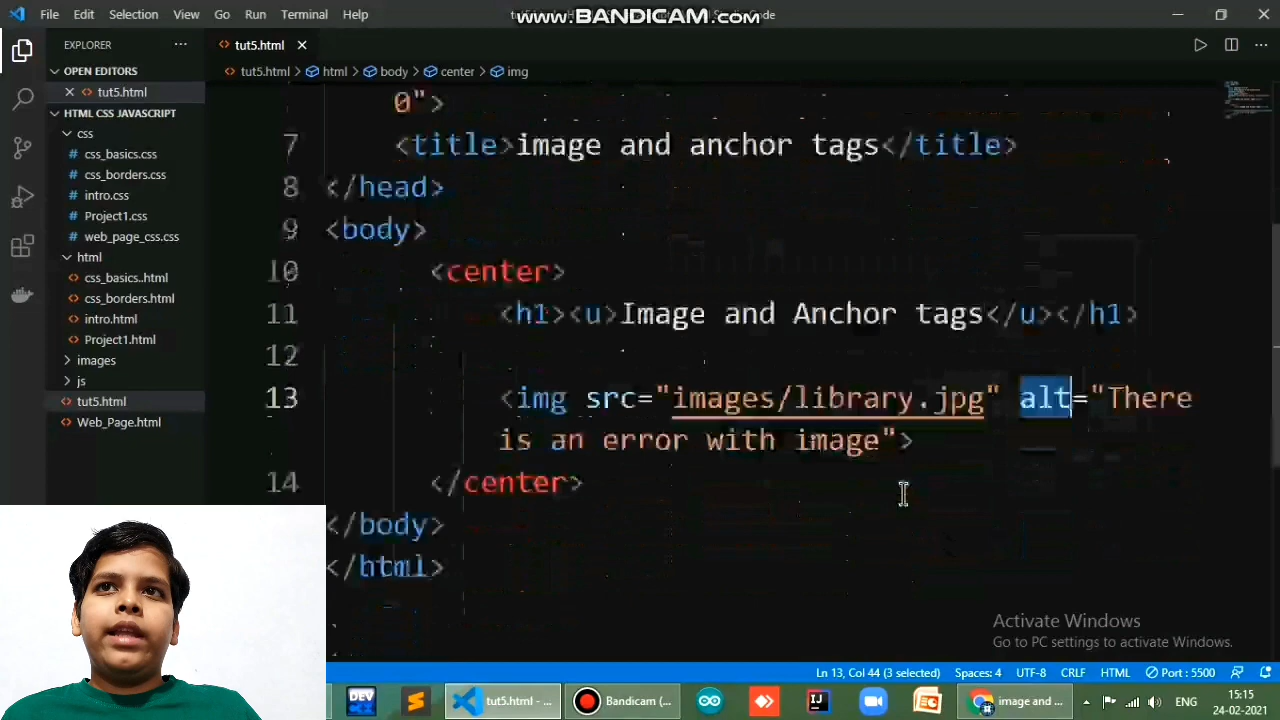 File Edit Selection View Go Run Terminal Help
www.BANDICAM.com
EXPLORER
tut5.html
OPEN EDITORS
tut5.html
tut5.html > html > body > center > img
HTML CSS JAVASCRIPT
css
css_basics.css
css_borders.css
intro.css
Project1.css
web_page_css.css
html
css_basics..html
css_borders.html
intro.html
Project1.html
images
js
tut5.html
Web_Page.html
0">
7 <title>image and anchor tags</title>
8 </head>
9 <body>
10 <center>
11 <h1><u>Image and Anchor tags</u></h1>
12
13 <img src="images/library.jpg" alt="There
is an error with image">
14 </center>
</body>
</html>
Activate Windows
Go to PC settings to activate Windows.
Ln 13, Col 44 (3 selected) Spaces: 4 UTF-8 CRLF HTML Port : 5500
DEV
tut5.html - ...
Bandicam (...
IJ
image and ...
ENG
15:15
24-02-2021